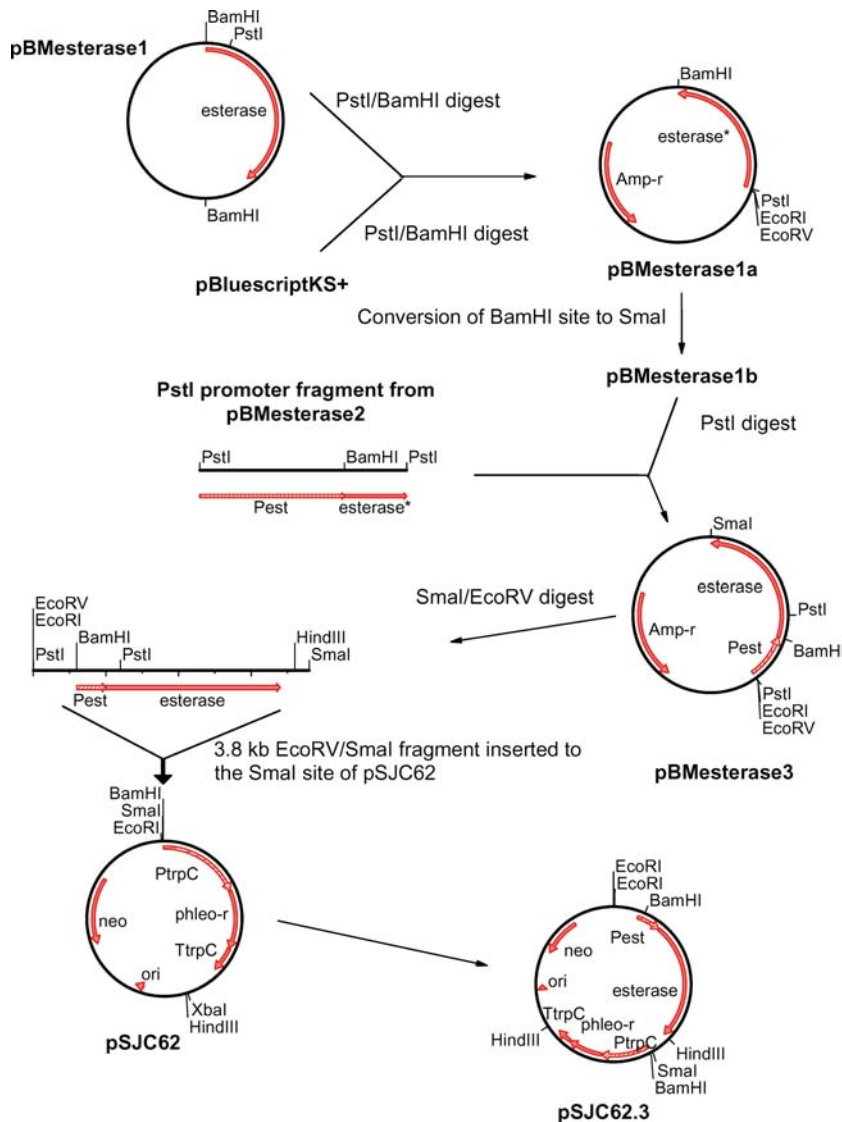 BamHI
PstI
pBMesterase1
esterase
BamHI
PstI/BamHI digest
PstI/BamHI digest
pBluescriptKS+
BamHI
esterase*
Amp-r
PstI
EcoRI
EcoRV
pBMesterase1a
Conversion of BamHI site to SmaI
pBMesterase1b
PstI promoter fragment from
pBMesterase2
PstI digest
PstI
BamHI
PstI
Pest
esterase*
SmaI
esterase
Amp-r
PstI
Pest
BamHI
PstI
EcoRI
EcoRV
pBMesterase3
SmaI/EcoRV digest
EcoRV
EcoRI
PstI
BamHI
PstI
HindIII
SmaI
Pest
esterase
3.8 kb EcoRV/SmaI fragment inserted to
the SmaI site of pSJC62
BamHI
SmaI
EcoRI
PtrpC
neo
phleo-r
TtrpC
ori
XbaI
HindIII
pSJC62
EcoRI
EcoRI
BamHI
Pest
neo
ori
esterase
TtrpC
phleo-r
PtrpC
HindIII
HindIII
SmaI
BamHI
pSJC62.3